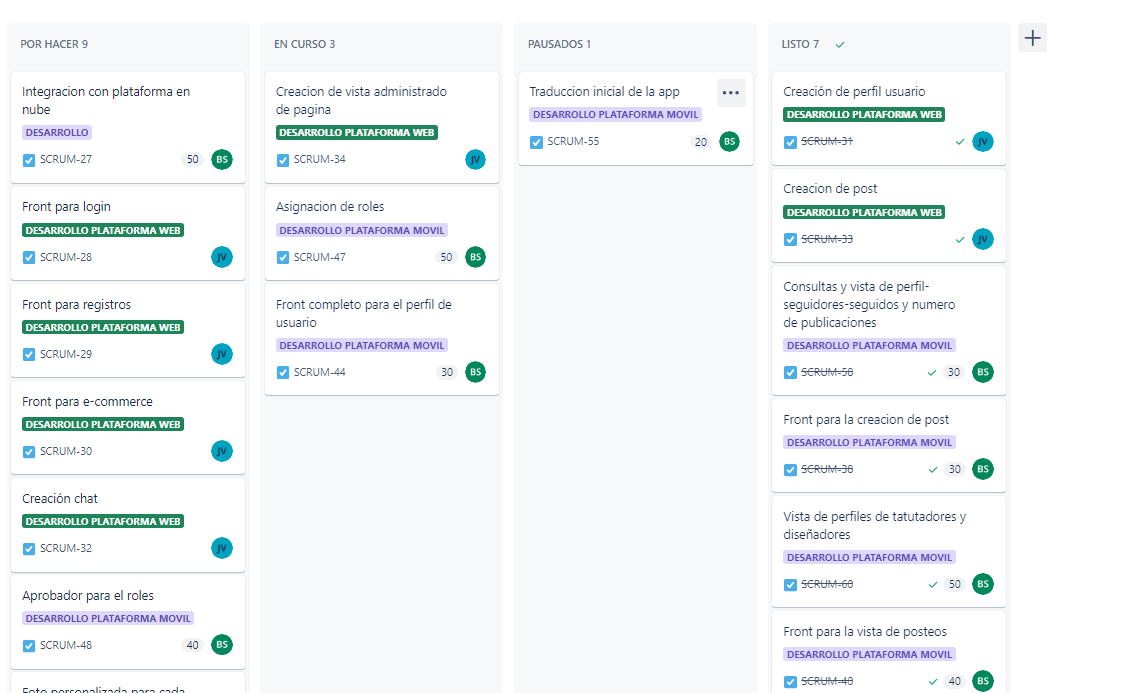 POR HACER 9
Integracion con plataforma en
nube
DESARROLLO
SCRUM-27 50 BS
Front para login
DESARROLLO PLATAFORMA WEB
SCRUM-28 JV
Front para registros
DESARROLLO PLATAFORMA WEB
SCRUM-29 JV
Front para e-commerce
DESARROLLO PLATAFORMA WEB
SCRUM-30 JV
Creación chat
DESARROLLO PLATAFORMA WEB
SCRUM-32 JV
Aprobador para el roles
DESARROLLO PLATAFORMA MOVIL
SCRUM-48 40 BS
Foto personalizada para cada
EN CURSO 3
Creacion de vista administrado
de pagina
DESARROLLO PLATAFORMA WEB
SCRUM-34 JV
Asignacion de roles
DESARROLLO PLATAFORMA MOVIL
SCRUM-47 50 BS
Front completo para el perfil de
usuario
DESARROLLO PLATAFORMA MOVIL
SCRUM-44 30 BS
PAUSADOS 1
Traduccion inicial de la app
DESARROLLO PLATAFORMA MOVIL
SCRUM-55 20 BS
LISTO 7
Creación de perfil usuario
DESARROLLO PLATAFORMA WEB
SCRUM-31 JV
Creacion de post
DESARROLLO PLATAFORMA WEB
SCRUM-33 JV
Consultas y vista de perfil-
seguidores-seguidos y numero
de publicaciones
DESARROLLO PLATAFORMA MOVIL
SCRUM-58 30 BS
Front para la creacion de post
DESARROLLO PLATAFORMA MOVIL
SCRUM-38 30 BS
Vista de perfiles de tatutadores y
diseñadores
DESARROLLO PLATAFORMA MOVIL
SCRUM-60 50 BS
Front para la vista de posteos
DESARROLLO PLATAFORMA MOVIL
SCRUM-40 40 BS